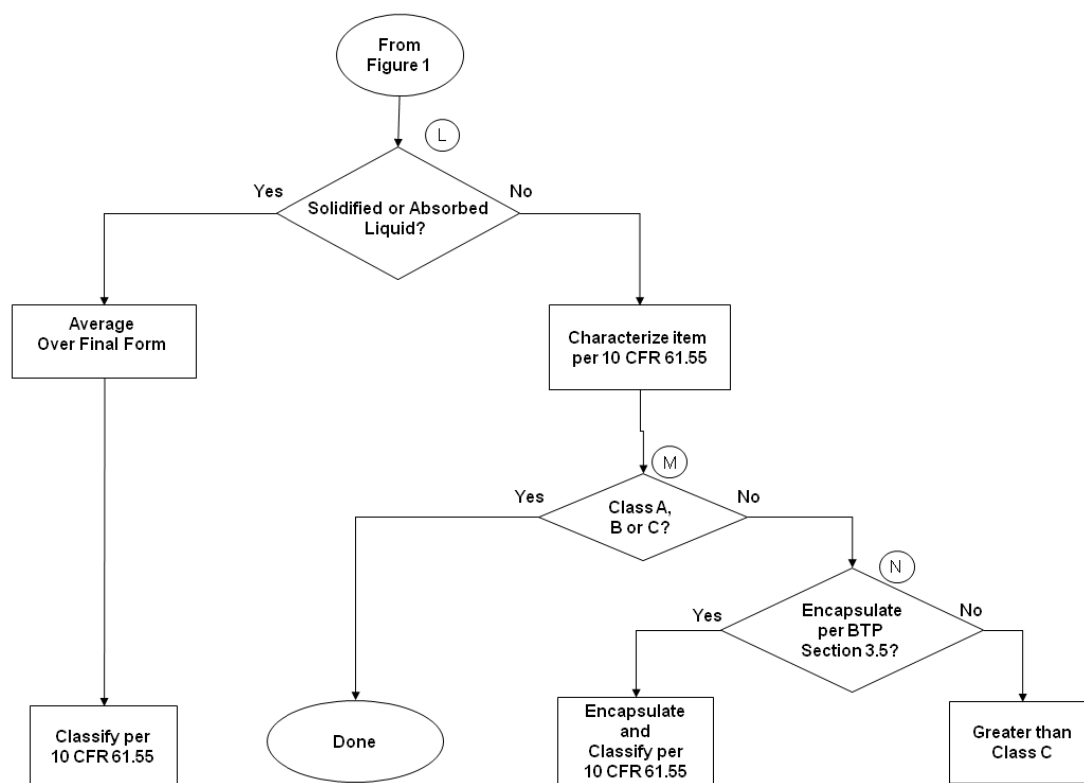 From
Figure 1
L
Yes
No
Solidified or Absorbed
Liquid?
Average
Over Final Form
Characterize item
per 10 CFR 61.55
M
Yes
No
Class A,
B or C?
N
Yes
No
Encapsulate
per BTP
Section 3.5?
Classify per
10 CFR 61.55
Done
Encapsulate
and
Classify per
10 CFR 61.55
Greater than
Class C